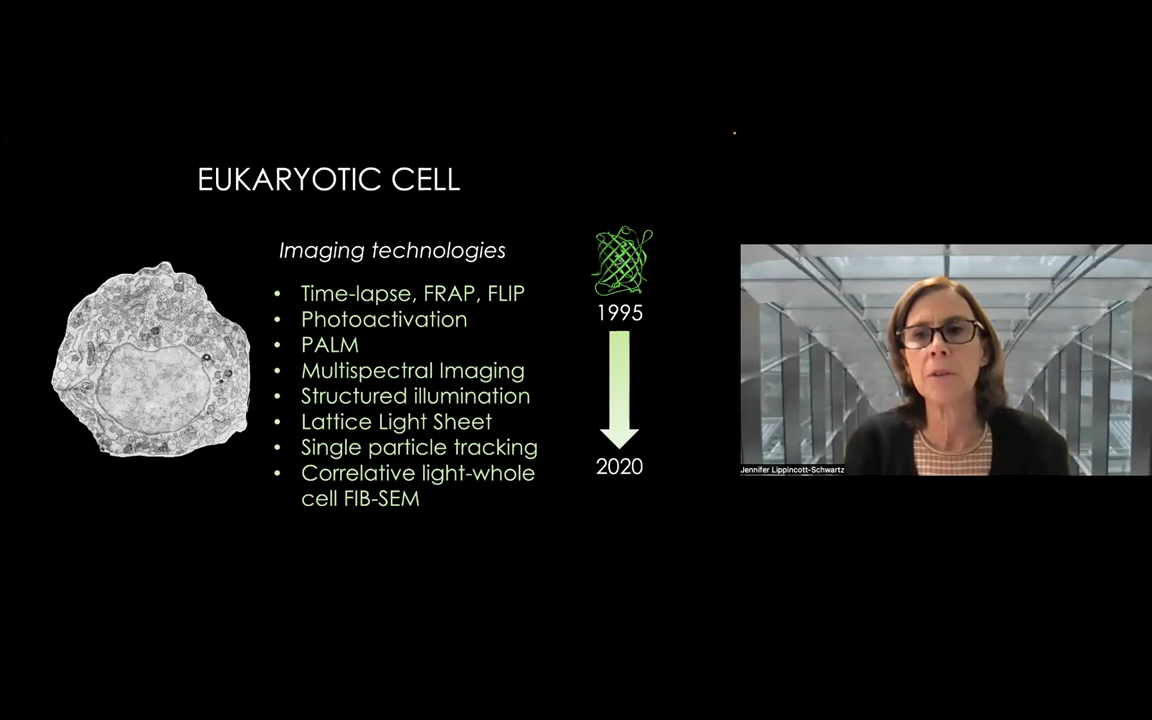 EUKARYOTIC CELL
Imaging technologies
• Time-lapse, FRAP, FLIP
• Photoactivation
• PALM
• Multispectral Imaging
• Structured illumination
• Lattice Light Sheet
• Single particle tracking
• Correlative light-whole
cell FIB-SEM
1995
2020
Jennifer Lippincott-Schwartz